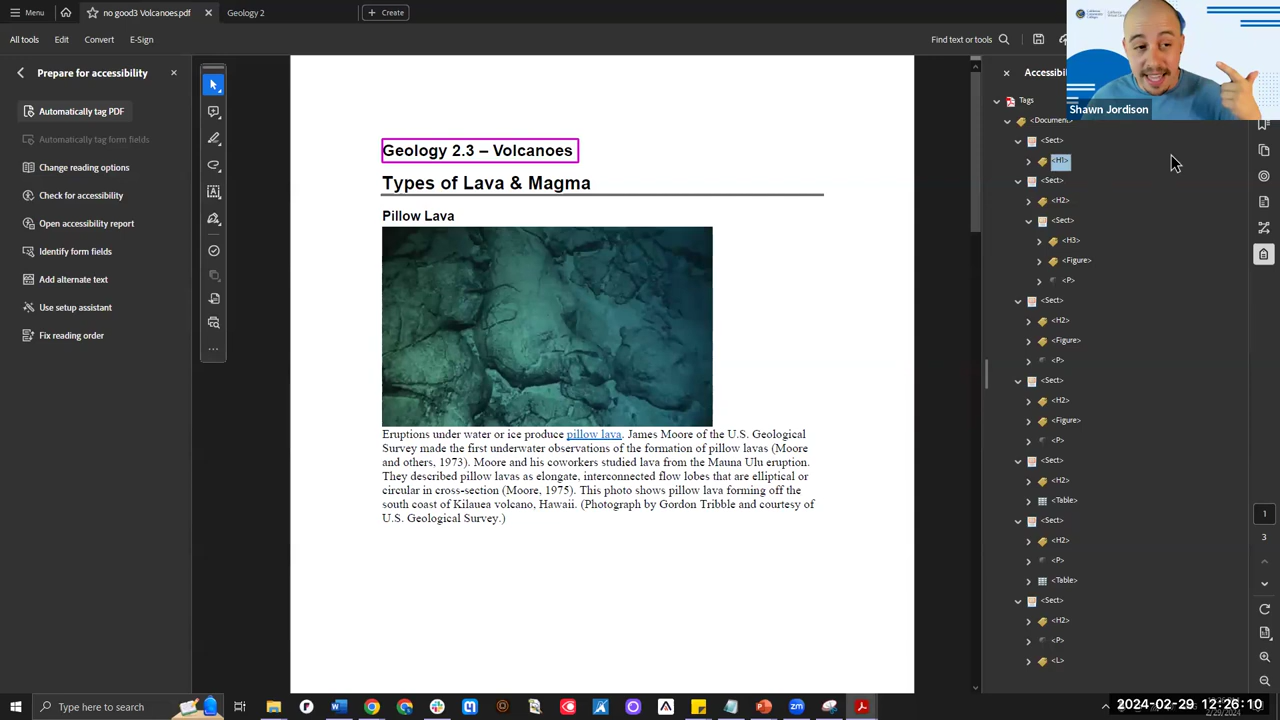 Menu
no good3 Volcanoes.pdf
Geology 2
Create
All tools
Edit
Convert
E-Sign
Find text or tools
Prepare for accessibility
Automatically tag PDF
Automatically tag form fields
Change reading options
Check for accessibility
Open accessibility report
Identify form fields
Add alternate text
Use setup assistant
Fix reading order
Geology 2.3 – Volcanoes
Types of Lava & Magma
Pillow Lava
Eruptions under water or ice produce pillow lava. James Moore of the U.S. Geological
Survey made the first underwater observations of the formation of pillow lavas (Moore
and others, 1973). Moore and his coworkers studied lava from the Mauna Ulu eruption.
They described pillow lavas as elongate, interconnected flow lobes that are elliptical or
circular in cross-section (Moore, 1975). This photo shows pillow lava forming off the
south coast of Kilauea volcano, Hawaii. (Photograph by Gordon Tribble and courtesy of
U.S. Geological Survey.)
Shawn Jordison
Tags
<Sect>
<H1>
<Sect>
<H2>
<Sect>
<H3>
<Figure>
<P>
<Sect>
<H2>
<Figure>
<P>
<Sect>
<H2>
<Figure>
<P>
<Sect>
<H2>
<Table>
<Sect>
<H2>
<P>
<Table>
<Sect>
<H2>
<P>
<L>
1
3
Type here to search
2024-02-29 12:26:10